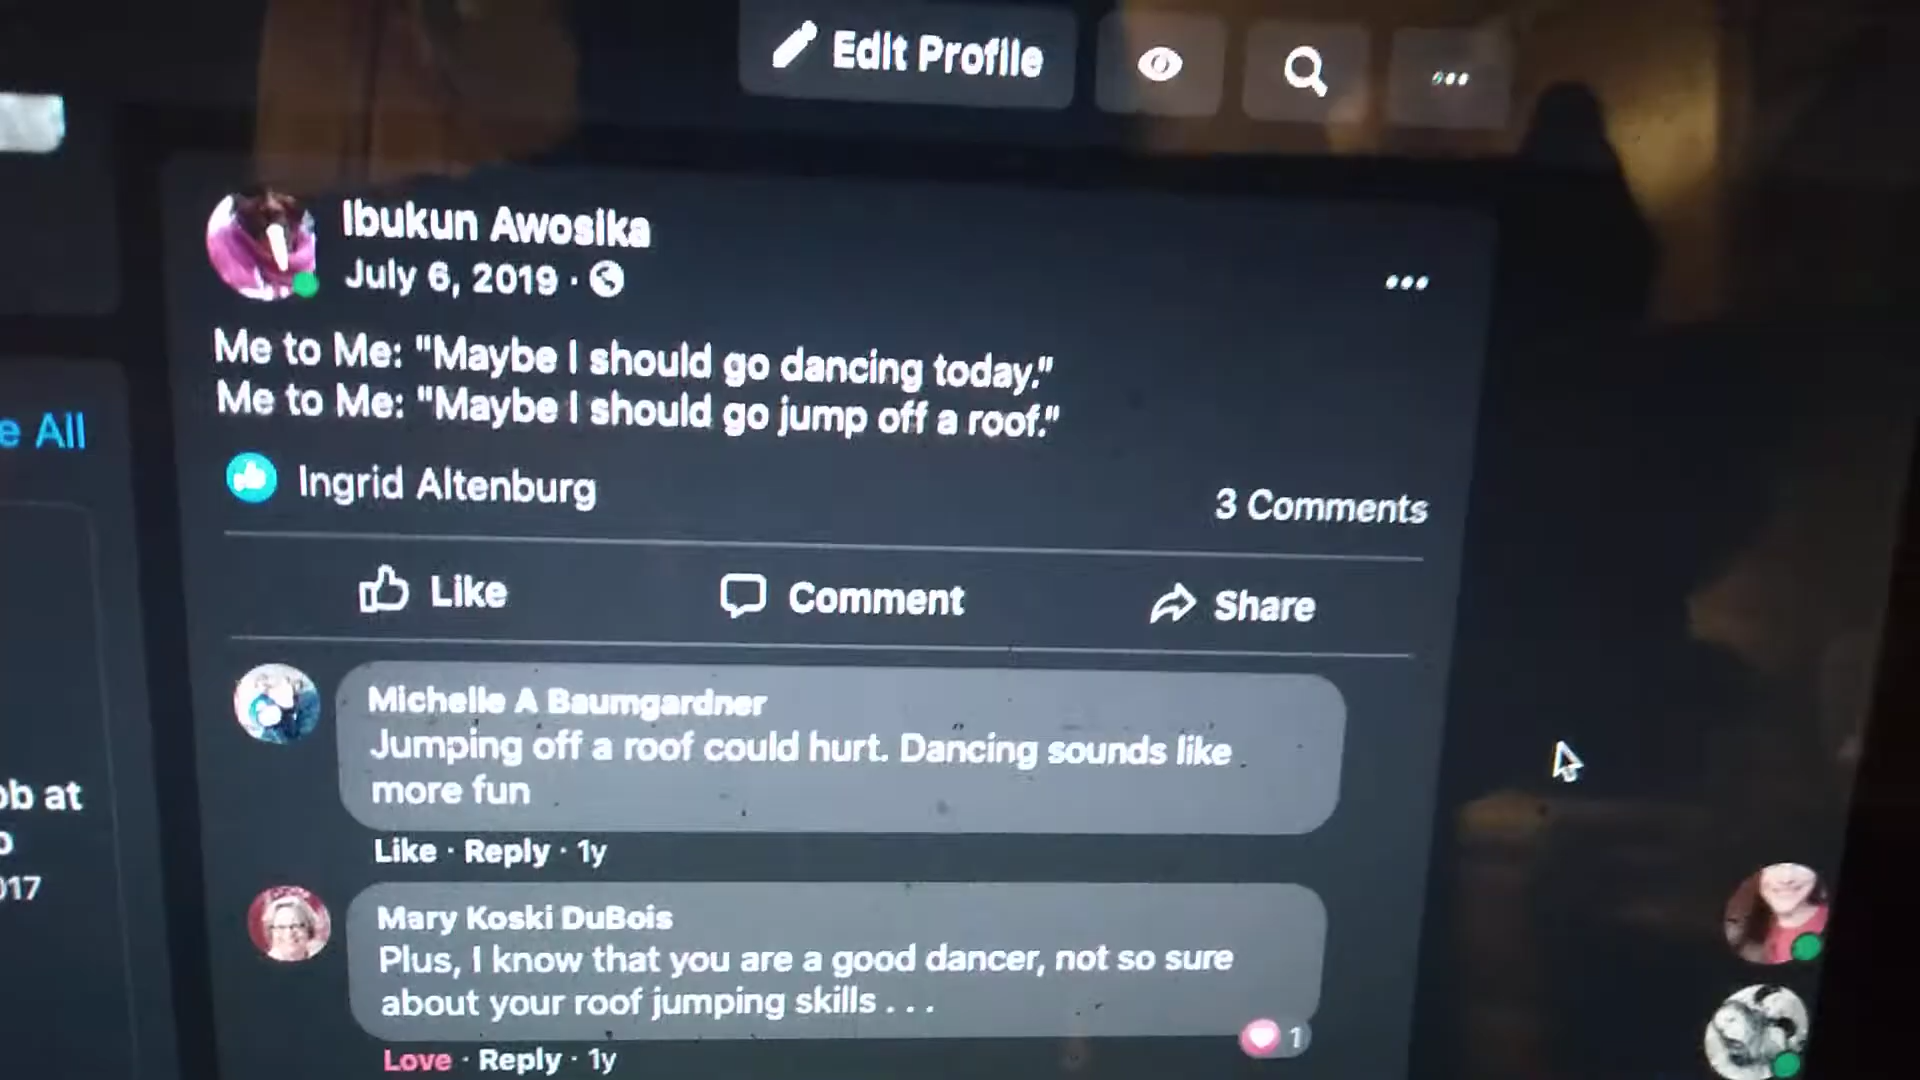 Edit Profile
Ibukun Awosika
July 6, 2019 ·
Me to Me: "Maybe I should go dancing today."
Me to Me: "Maybe I should go jump off a roof."
e All
Ingrid Altenburg
3 Comments
Like
Comment
Share
Michelle A Baumgardner
Jumping off a roof could hurt. Dancing sounds like
more fun
ob at
Like · Reply · 1y
017
Mary Koski DuBois
Plus, I know that you are a good dancer, not so sure
about your roof jumping skills . . .
1
Love · Reply · 1y